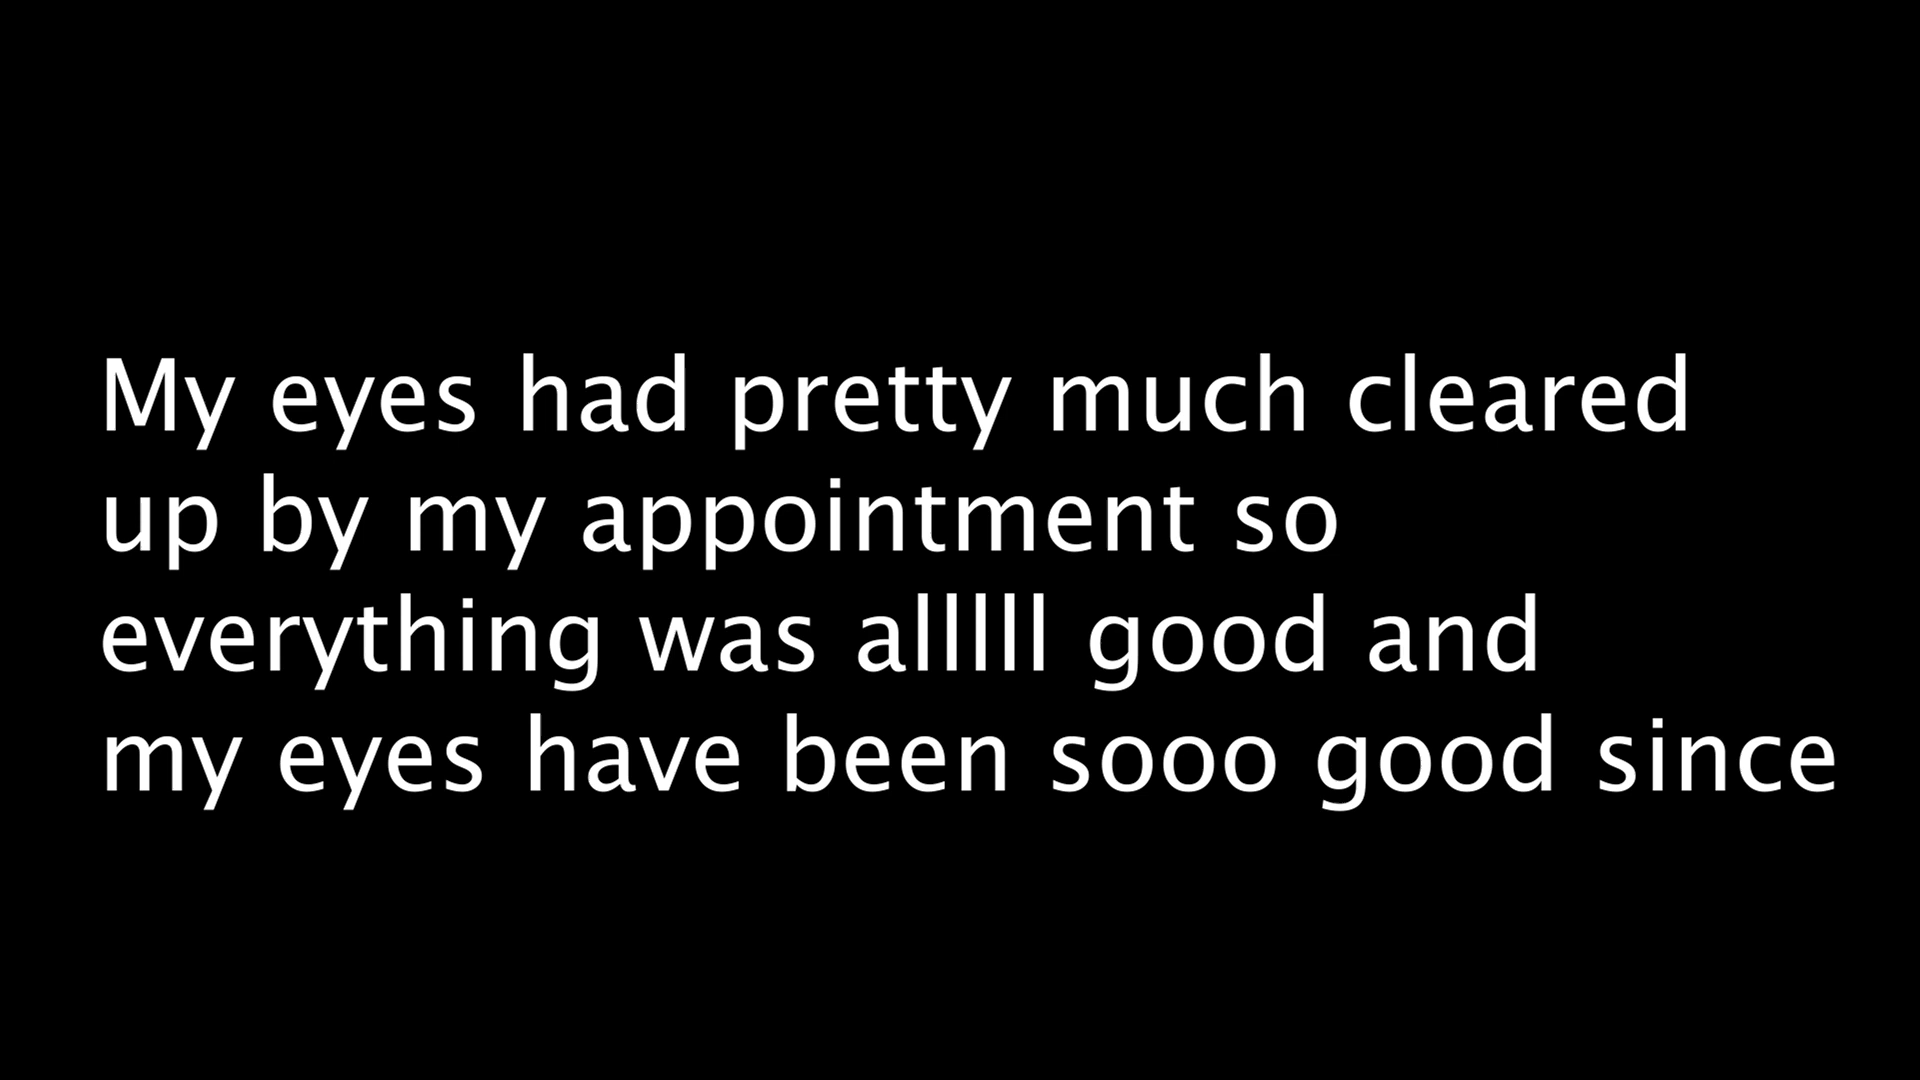 My eyes had pretty much cleared
up by my appointment so
everything was alllll good and
my eyes have been sooo good since